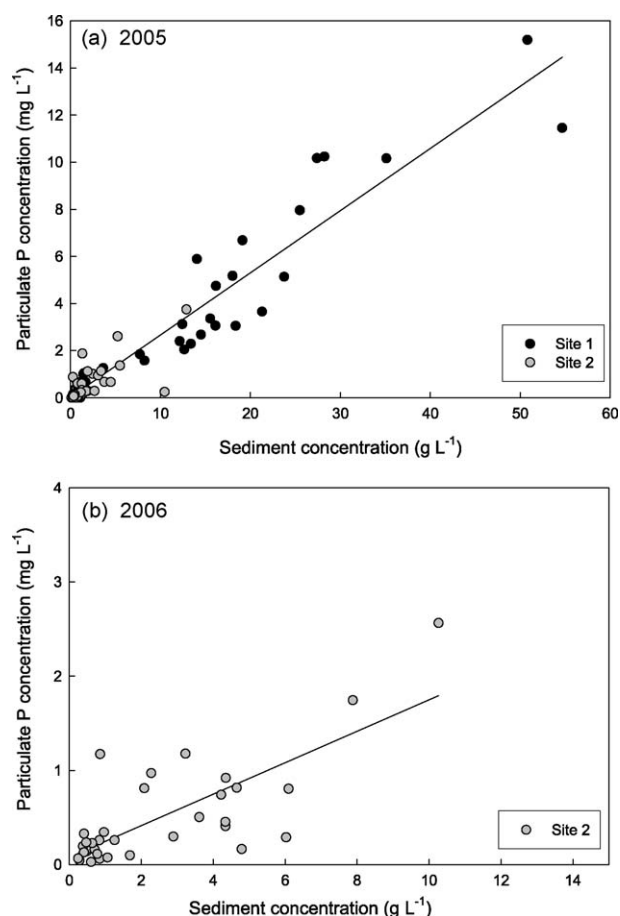 (a) 2005
Particulate P concentration (mg L⁻¹)
16
14
12
10
8
6
4
2
0
Site 1
Site 2
0 10 20 30 40 50 60
Sediment concentration (g L⁻¹)
(b) 2006
Particulate P concentration (mg L⁻¹)
4
3
2
1
0
Site 2
0 2 4 6 8 10 12 14
Sediment concentration (g L⁻¹)